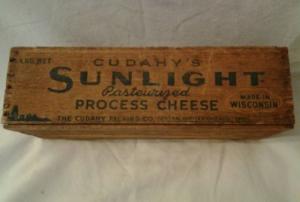 CUDAHY'S
SUNLIGHT
Pasteurized
PROCESS CHEESE
MADE IN
WISCONSIN
THE CUDAHY PACKING CO.